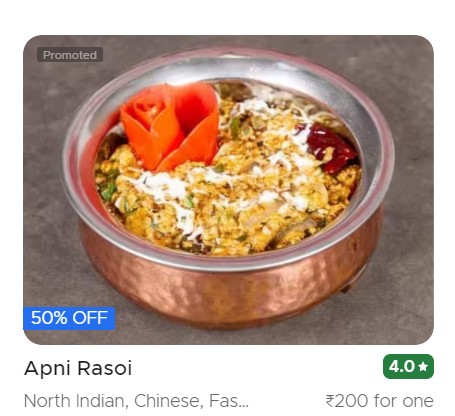 Promoted
50% OFF
Apni Rasoi
4.0★
North Indian, Chinese, Fas...
₹200 for one